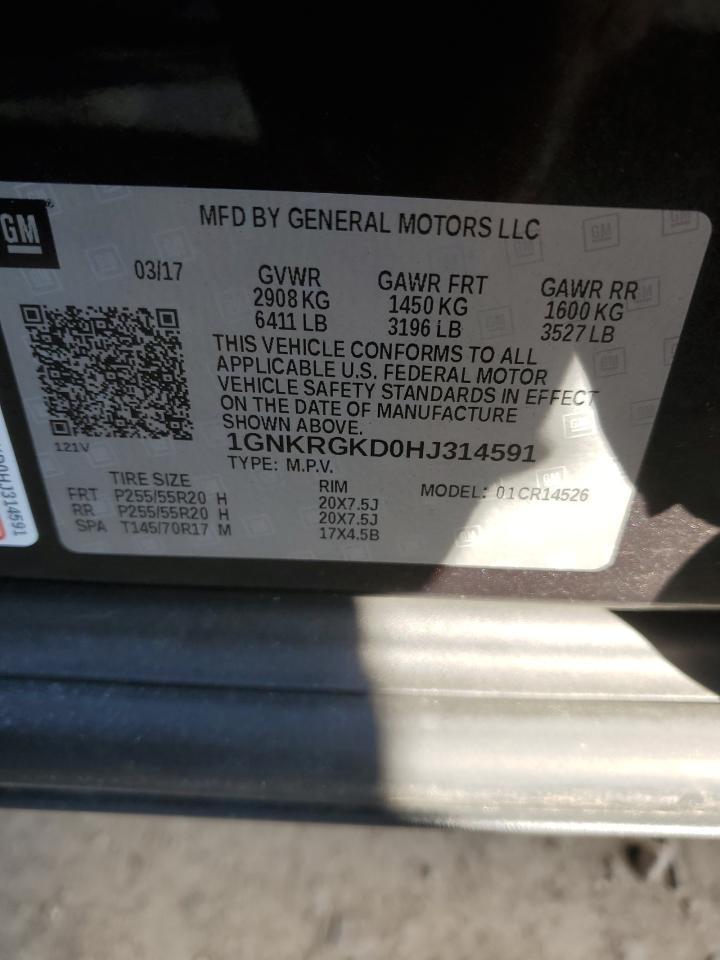 GM
MFD BY GENERAL MOTORS LLC
03/17 GVWR GAWR FRT GAWR RR
2908 KG 1450 KG 1600 KG
6411 LB 3196 LB 3527 LB
THIS VEHICLE CONFORMS TO ALL
APPLICABLE U.S. FEDERAL MOTOR
VEHICLE SAFETY STANDARDS IN EFFECT
ON THE DATE OF MANUFACTURE
SHOWN ABOVE.
121V
1GNKRGKD0HJ314591
TYPE: M.P.V.
TIRE SIZE RIM MODEL: 01CR14526
FRT P255/55R20 H 20X7.5J
RR P255/55R20 H 20X7.5J
SPA T145/70R17 M 17X4.5B
0HJ314591